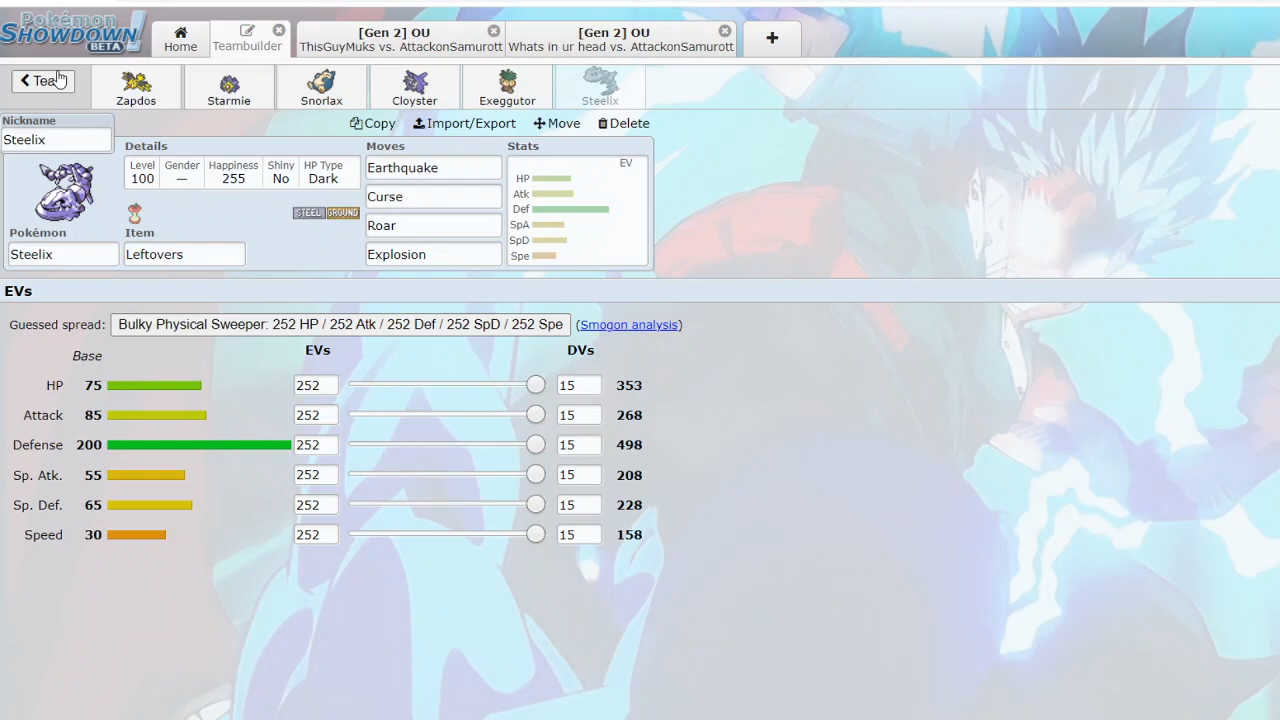 Pokémon
SHOWDOWN!
BETA
Home
Teambuilder
[Gen 2] OU
ThisGuyMuks vs. AttackonSamurott
[Gen 2] OU
Whats in ur head vs. AttackonSamurott
+
Zapdos
Starmie
Snorlax
Cloyster
Exeggutor
Steelix
Nickname
Steelix
Copy
Import/Export
Move
Delete
Details
Level Gender Happiness Shiny HP Type
100 — 255 No Dark
STEEL GROUND
Pokémon
Steelix
Item
Leftovers
Moves
Earthquake
Curse
Roar
Explosion
Stats
EV
HP
Atk
Def
SpA
SpD
Spe
EVs
Guessed spread: Bulky Physical Sweeper: 252 HP / 252 Atk / 252 Def / 252 SpD / 252 Spe (Smogon analysis)
Base EVs DVs
HP 75 252 15 353
Attack 85 252 15 268
Defense 200 252 15 498
Sp. Atk. 55 252 15 208
Sp. Def. 65 252 15 228
Speed 30 252 15 158